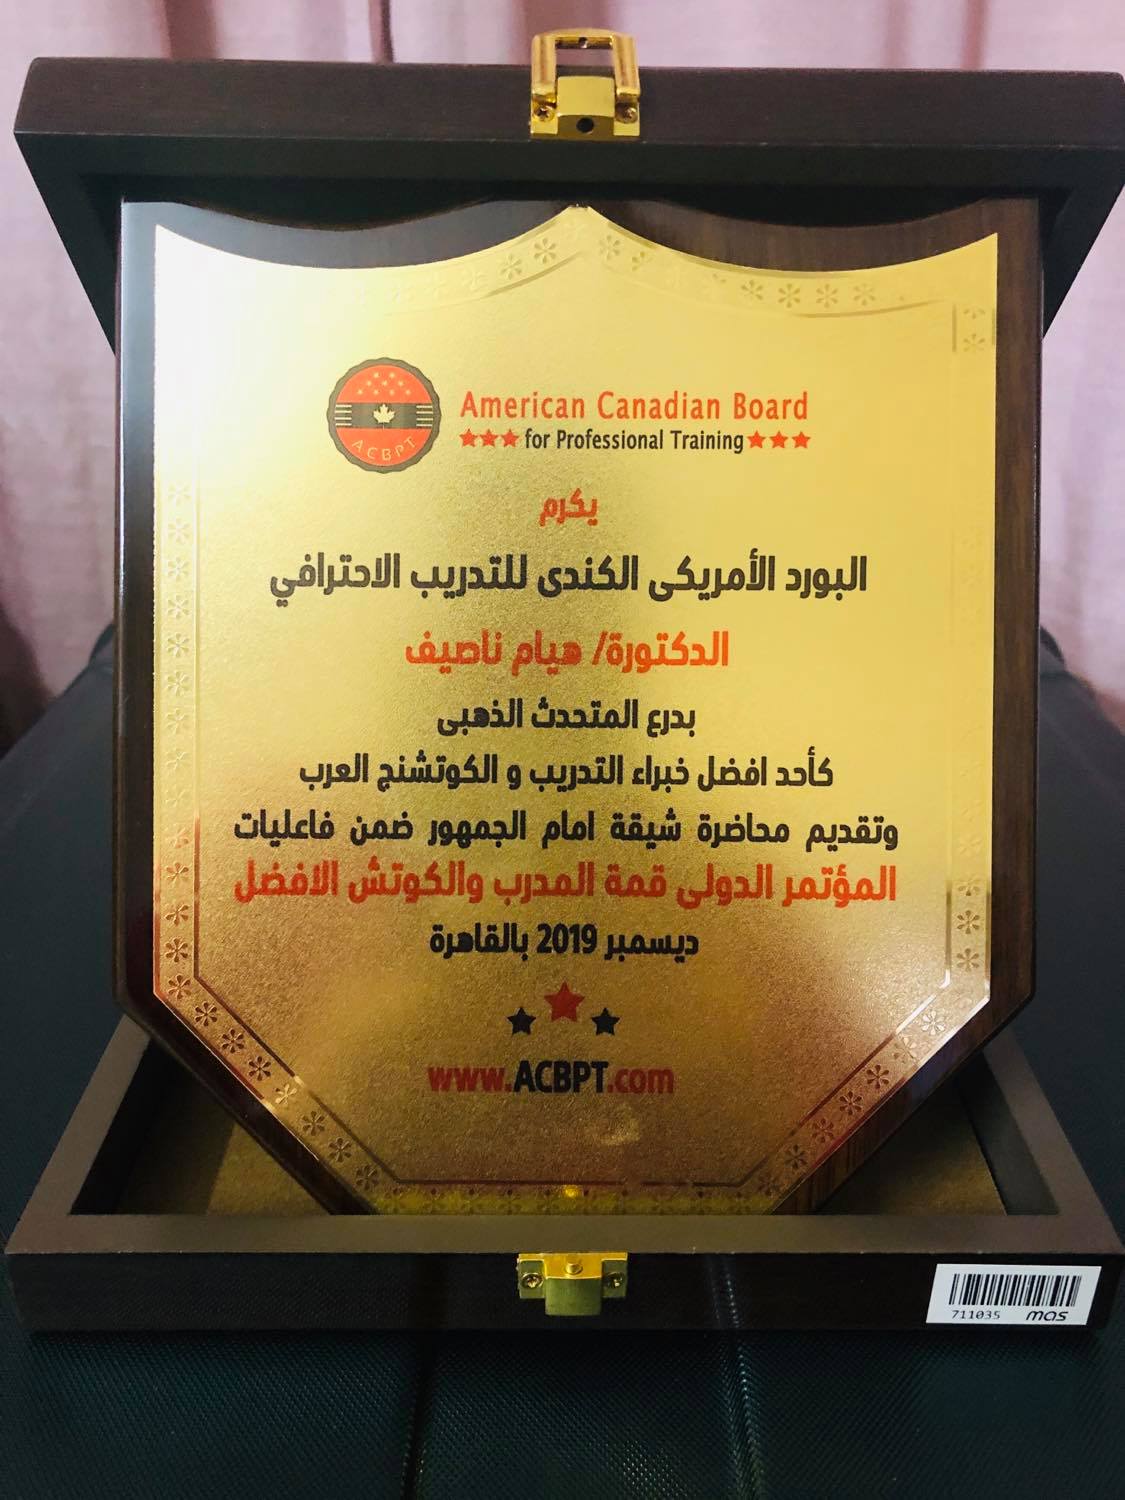 American Canadian Board
for Professional Training
ACBPT
يكرم
البورد الأمريكى الكندى للتدريب الاحترافي
الدكتورة/ هيام ناصيف
بدرع المتحدث الذهبى
كأحد افضل خبراء التدريب و الكوتشنج العرب
وتقديم محاضرة شيقة امام الجمهور ضمن فاعليات
المؤتمر الدولى قمة المدرب والكوتش الافضل
ديسمبر 2019 بالقاهرة
www.ACBPT.com
711035 mas